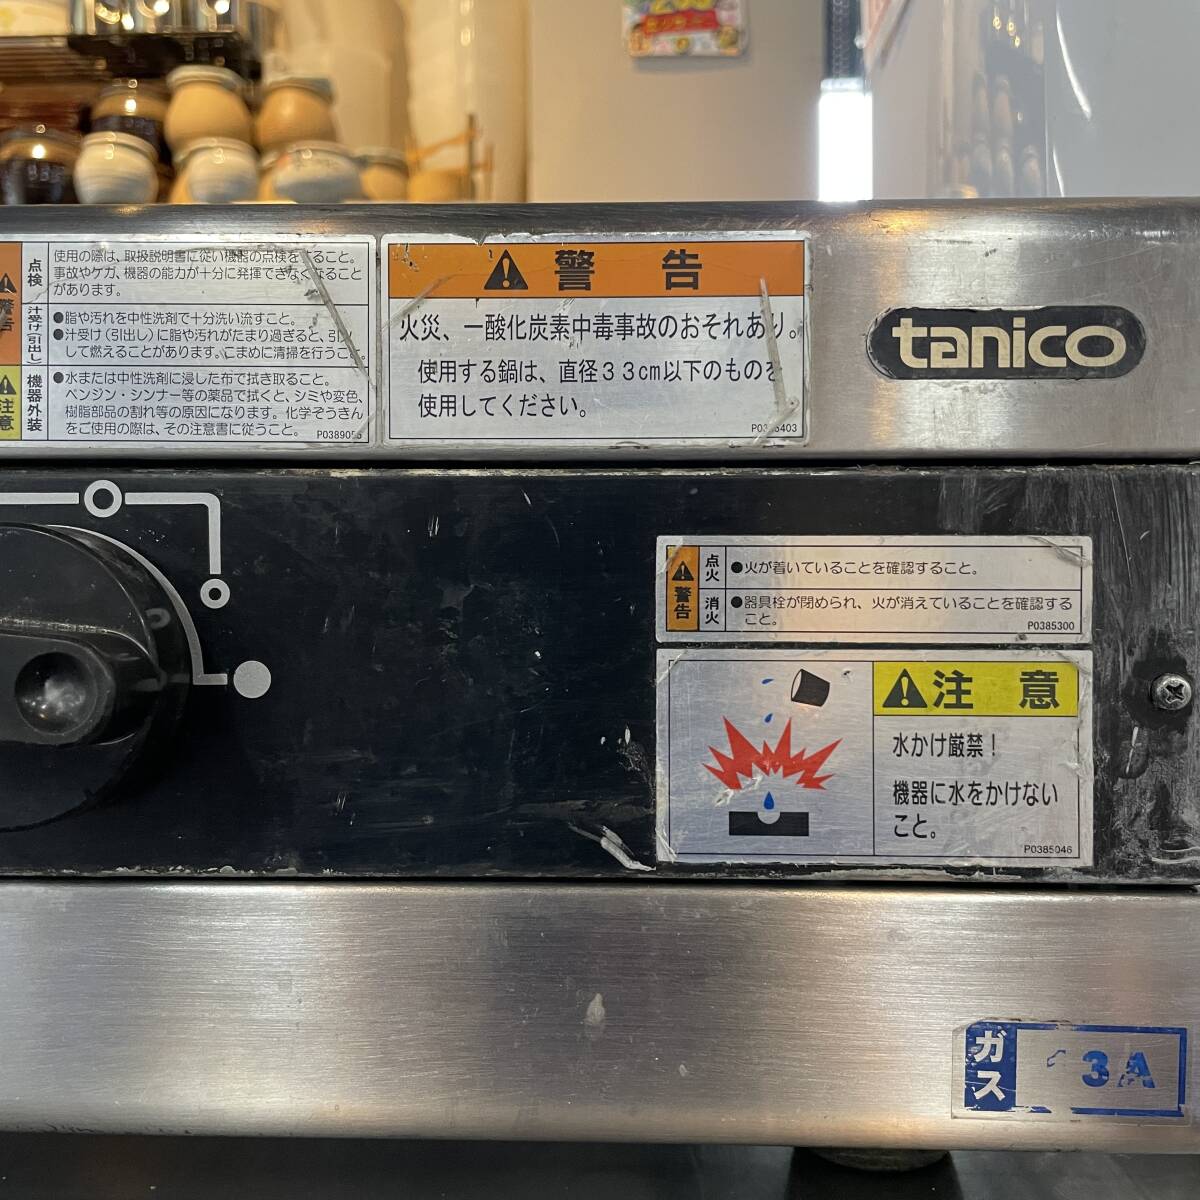 点検
使用の際は、取扱説明書に従い機器の点検をすること。
事故やケガ、機器の能力が十分に発揮できなくなること
があります。
警告
汁受け(引出し)
●脂や汚れを中性洗剤で十分洗い流すこと。
●汁受け(引出し)に脂や汚れがたまり過ぎると、引火
して燃えることがあります。こまめに清掃を行うこと。
注意
機器外装
●水または中性洗剤に浸した布で拭き取ること。
ベンジン・シンナー等の薬品で拭くと、シミや変色、
樹脂部品の割れ等の原因になります。化学ぞうきん
をご使用の際は、その注意書に従うこと。
警告
火災、一酸化炭素中毒事故のおそれあり。
使用する鍋は、直径33cm以下のものを
使用してください。
tanico
警告
点火
●火が着いていることを確認すること。
消火
●器具栓が閉められ、火が消えていることを確認する
こと。
P0385300
注意
水かけ厳禁!
機器に水をかけない
こと。
P0385046
ガス
3A